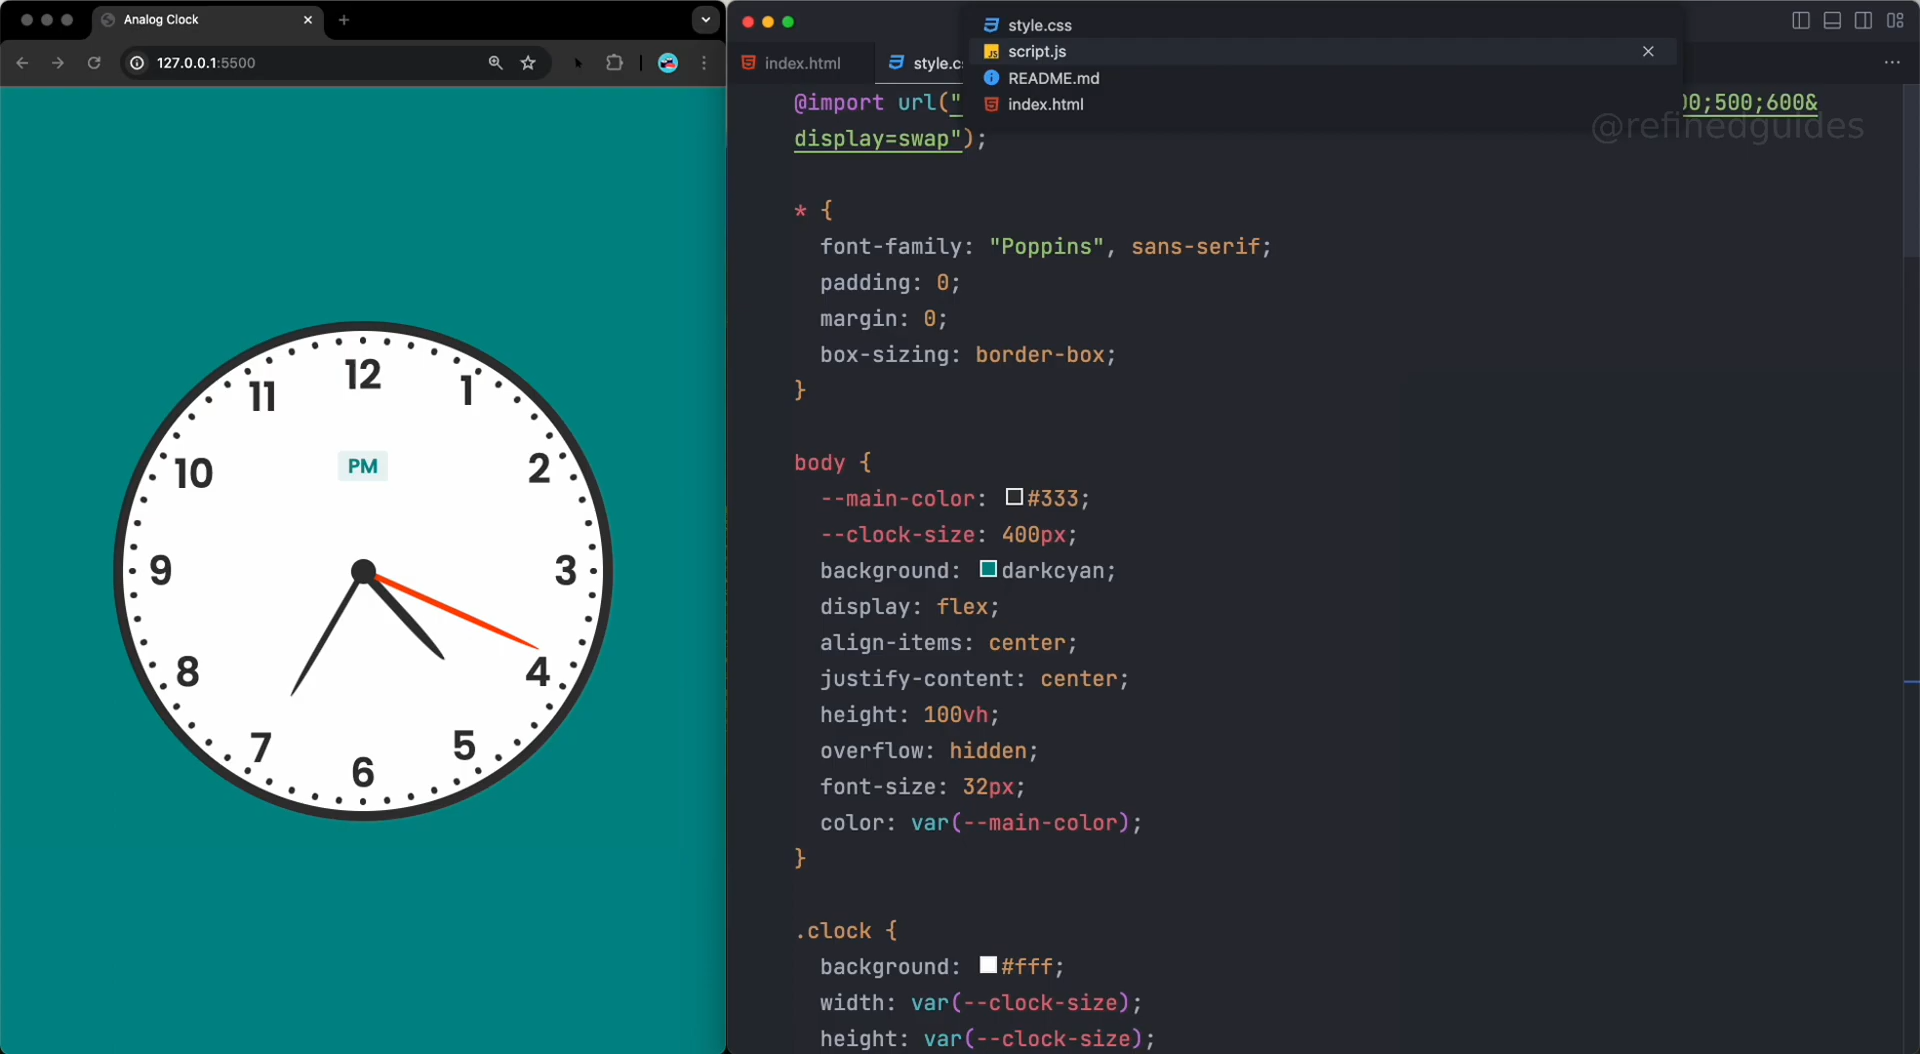 Analog Clock
127.0.0.1:5500
12
1
2
3
4
5
6
7
8
9
10
11
PM
style.css
script.js
README.md
index.html
index.html
style.c
@import url("
00;500;600&
display=swap");
@refinedguides
* {
font-family: "Poppins", sans-serif;
padding: 0;
margin: 0;
box-sizing: border-box;
}
body {
--main-color: #333;
--clock-size: 400px;
background: darkcyan;
display: flex;
align-items: center;
justify-content: center;
height: 100vh;
overflow: hidden;
font-size: 32px;
color: var(--main-color);
}
.clock {
background: #fff;
width: var(--clock-size);
height: var(--clock-size);